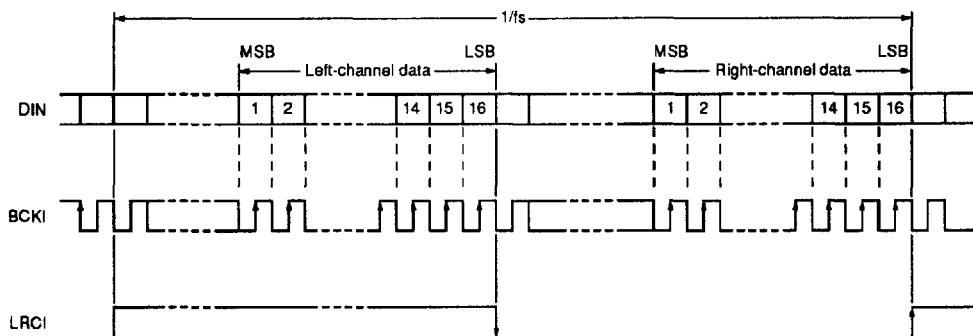 1/fs
MSB LSB MSB LSB
Left-channel data Right-channel data
DIN 1 2 14 15 16 1 2 14 15 16
BCKI
LRCI